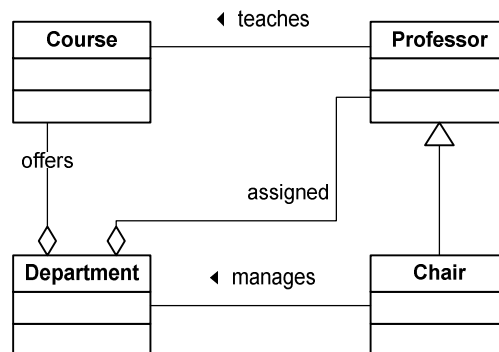 teaches
Course
Professor
offers
assigned
Department
manages
Chair